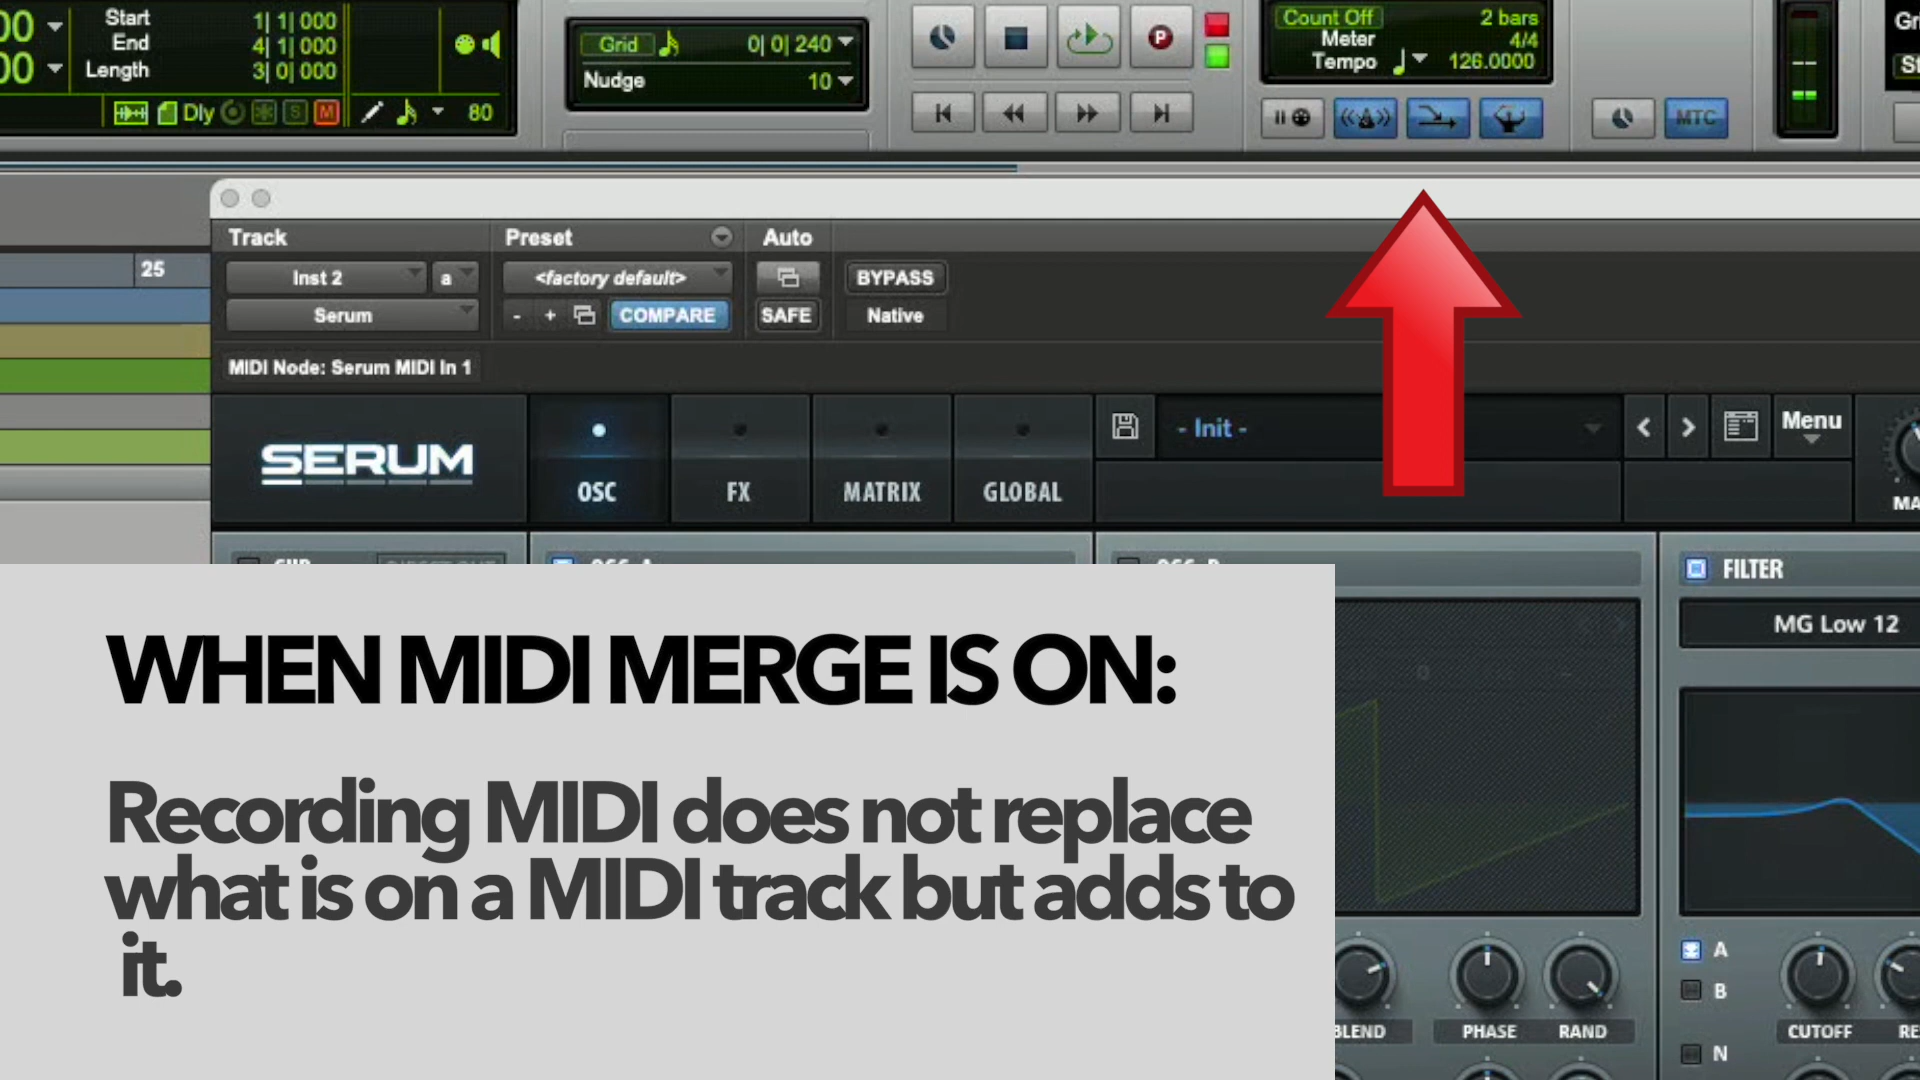 00 Start 1| 1| 000
End 4| 1| 000
00 Length 3| 0| 000
Dly S M 80
Grid 0| 0| 240
Nudge 10
P
Count Off 2 bars
Meter 4/4
Tempo 126.0000
MTC
25
Track Preset Auto
Inst 2 a <factory default> BYPASS
Serum - + COMPARE SAFE Native
MIDI Node: Serum MIDI In 1
SERUM
OSC FX MATRIX GLOBAL
- Init -
Menu
OSC A
FILTER
MG Low 12
WHEN MIDI MERGE IS ON:
Recording MIDI does not replace
what is on a MIDI track but adds to
it.
A
B
N
BLEND PHASE RAND CUTOFF